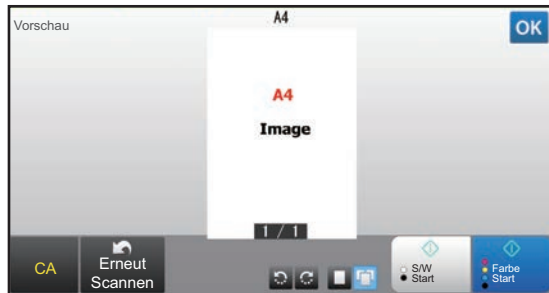 Vorschau
A4
OK
A4
Image
1 / 1
CA
Erneut
Scannen
S/W
Start
Farbe
Start